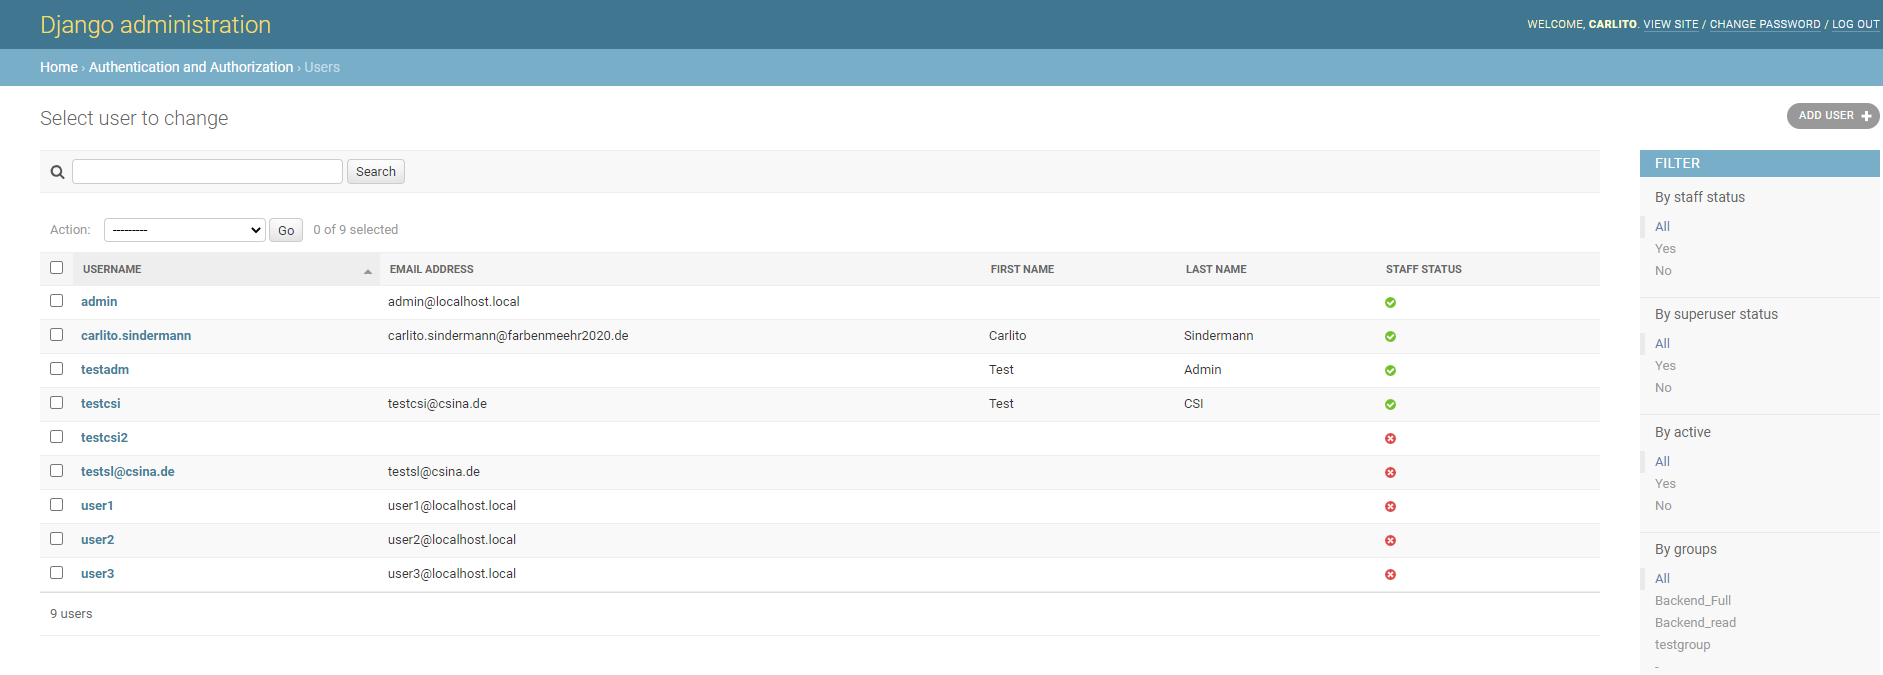 Django administration
WELCOME, CARLITO. VIEW SITE / CHANGE PASSWORD / LOG OUT
Home › Authentication and Authorization › Users
Select user to change
ADD USER
Search
Action: --------- Go 0 of 9 selected
USERNAME EMAIL ADDRESS FIRST NAME LAST NAME STAFF STATUS
admin admin@localhost.local
carlito.sindermann carlito.sindermann@farbenmeehr2020.de Carlito Sindermann
testadm Test Admin
testcsi testcsi@csina.de Test CSI
testcsi2
testsl@csina.de testsl@csina.de
user1 user1@localhost.local
user2 user2@localhost.local
user3 user3@localhost.local
9 users
FILTER
By staff status
All
Yes
No
By superuser status
All
Yes
No
By active
All
Yes
No
By groups
All
Backend_Full
Backend_read
testgroup
-